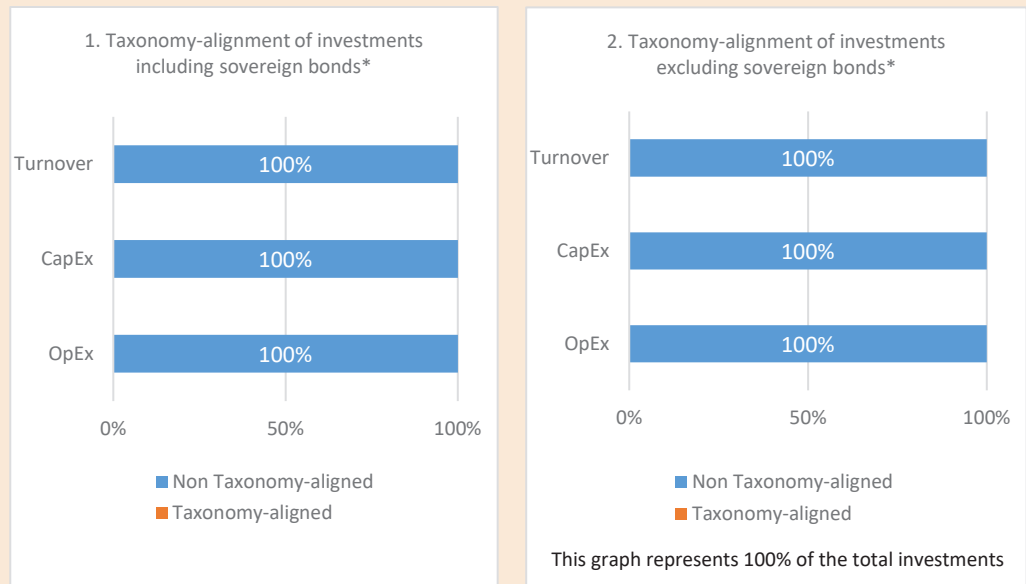 1. Taxonomy-alignment of investments
including sovereign bonds*
Turnover
100%
CapEx
100%
OpEx
100%
0%
50%
100%
Non Taxonomy-aligned
Taxonomy-aligned
2. Taxonomy-alignment of investments
excluding sovereign bonds*
Turnover
100%
CapEx
100%
OpEx
100%
0%
50%
100%
Non Taxonomy-aligned
Taxonomy-aligned
This graph represents 100% of the total investments